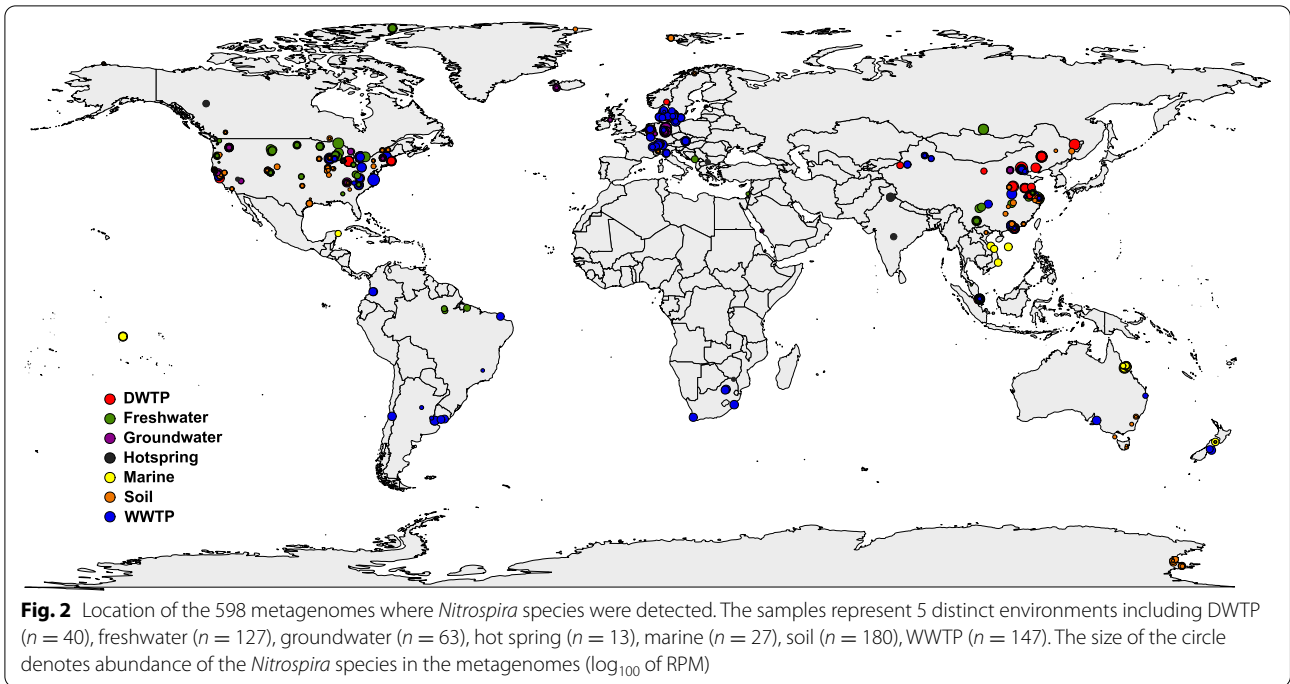 DWTP
Freshwater
Groundwater
Hotspring
Marine
Soil
WWTP
Fig. 2 Location of the 598 metagenomes where Nitrospira species were detected. The samples represent 5 distinct environments including DWTP
(n = 40), freshwater (n = 127), groundwater (n = 63), hot spring (n = 13), marine (n = 27), soil (n = 180), WWTP (n = 147). The size of the circle
denotes abundance of the Nitrospira species in the metagenomes (log100 of RPM)